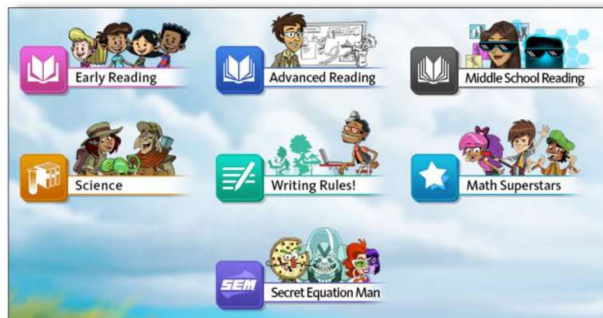 Early Reading
Advanced Reading
Middle School Reading
Science
Writing Rules!
Math Superstars
SEM
Secret Equation Man